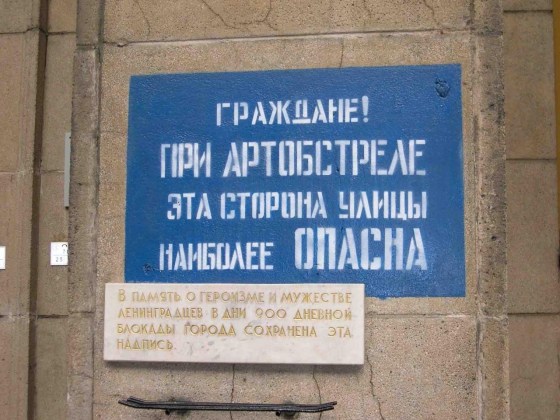 ГРАЖДАНЕ!
ПРИ АРТОБСТРЕЛЕ
ЭТА СТОРОНА УЛИЦЫ
НАИБОЛЕЕ ОПАСНА
В ПАМЯТЬ О ГЕРОИЗМЕ И МУЖЕСТВЕ
ЛЕНИНГРАДЦЕВ В ДНИ 900 ДНЕВНОЙ
БЛОКАДЫ ГОРОДА СОХРАНЕНА ЭТА
НАДПИСЬ.